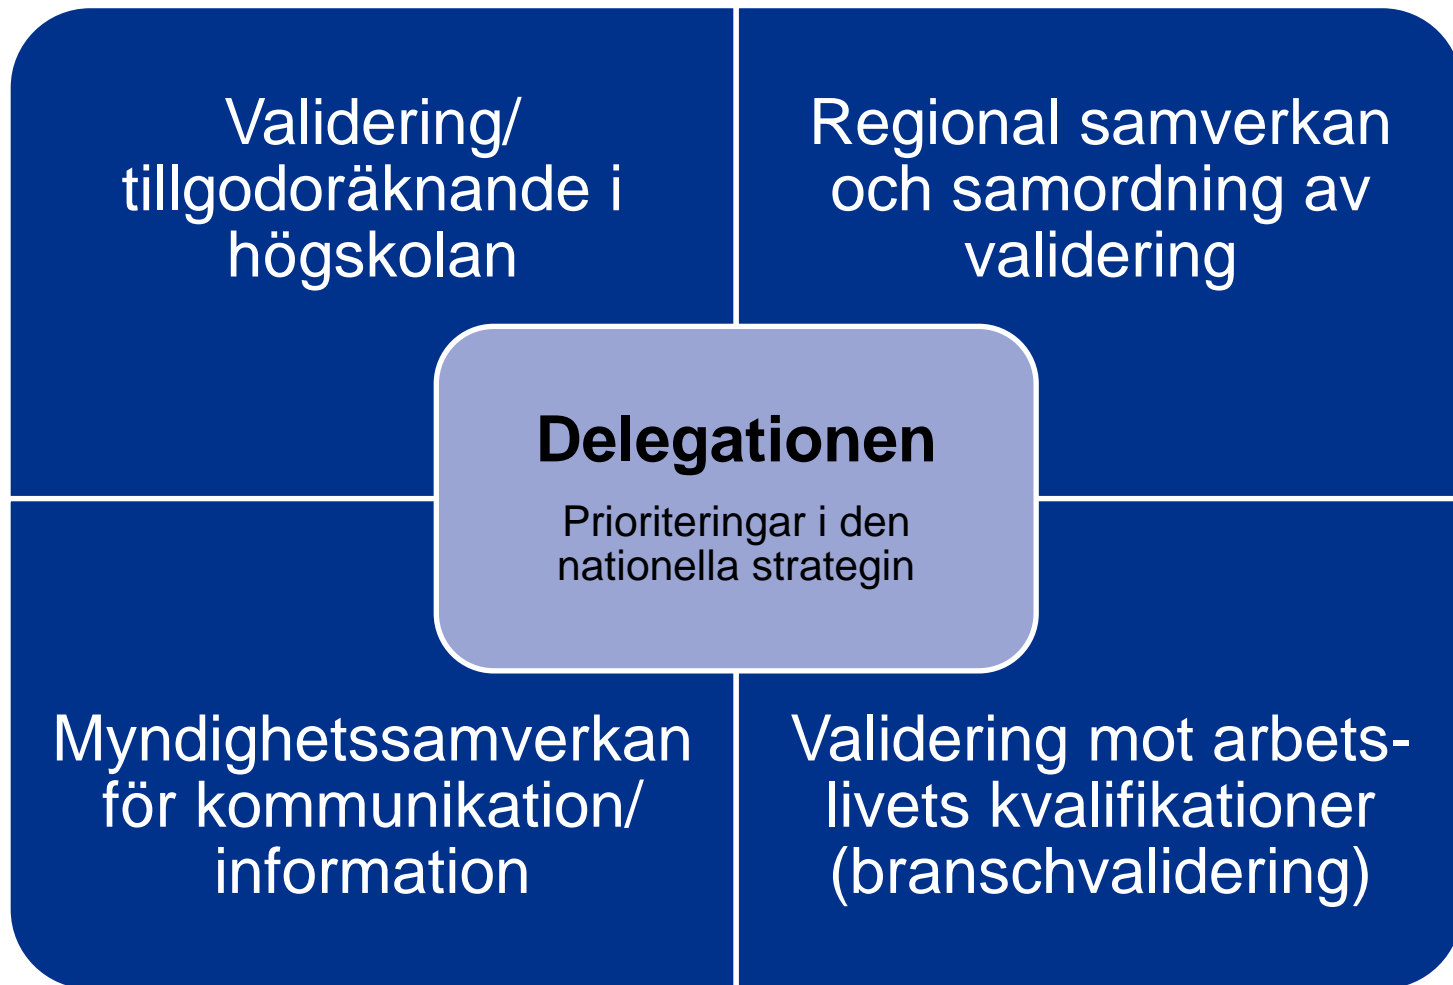 Validering/
tillgodoräknande i
högskolan
Regional samverkan
och samordning av
validering
Delegationen
Prioriteringar i den
nationella strategin
Myndighetssamverkan
för kommunikation/
information
Validering mot arbets-
livets kvalifikationer
(branschvalidering)